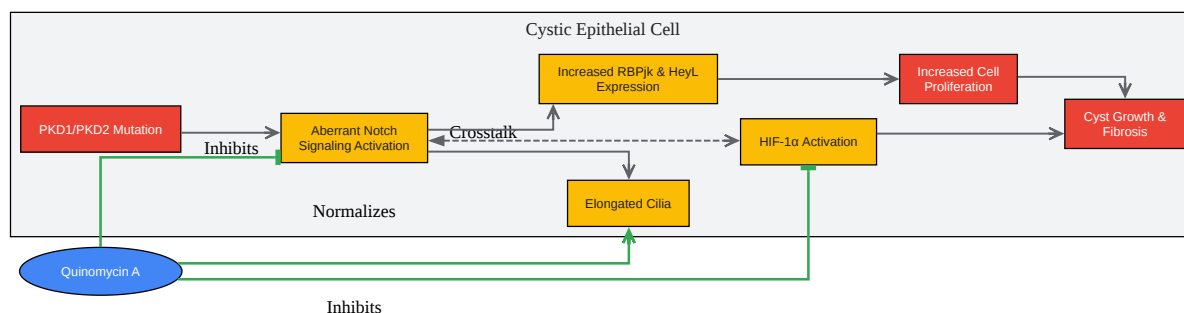 Cystic Epithelial Cell
Increased RBPjk & HeyL
Expression
Increased Cell
Proliferation
PKD1/PKD2 Mutation
Aberrant Notch
Signaling Activation
Crosstalk
HIF-1α Activation
Cyst Growth &
Fibrosis
Inhibits
Elongated Cilia
Normalizes
Quinomycin A
Inhibits